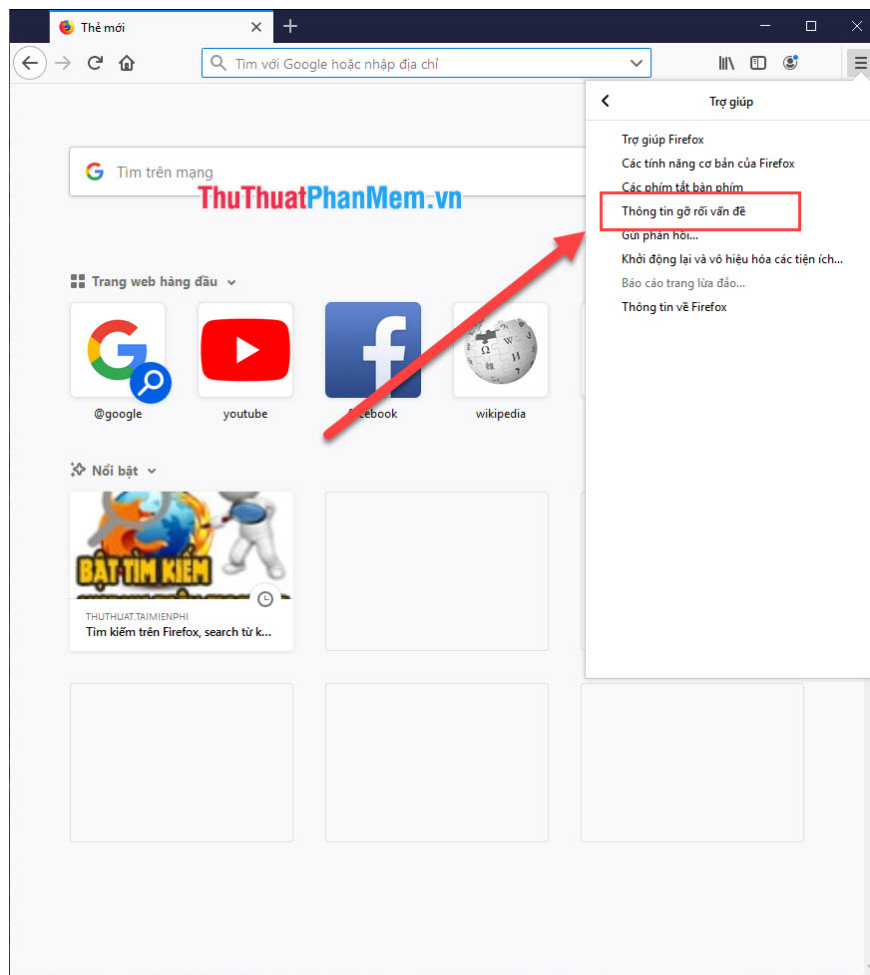 Thẻ mới
Tìm với Google hoặc nhập địa chỉ
Trợ giúp
Trợ giúp Firefox
Các tính năng cơ bản của Firefox
Các phím tắt bàn phím
Thông tin gỡ rối vấn đề
Gửi phản hồi...
Khởi động lại và vô hiệu hóa các tiện ích...
Báo cáo trang lừa đảo...
Thông tin về Firefox
Tìm trên mạng
ThuThuatPhanMem.vn
Trang web hàng đầu
@google
youtube
facebook
wikipedia
Nổi bật
BẬT TÌM KIẾM
THUTHUAT.TAIMIENPHI
Tìm kiếm trên Firefox, search từ k...